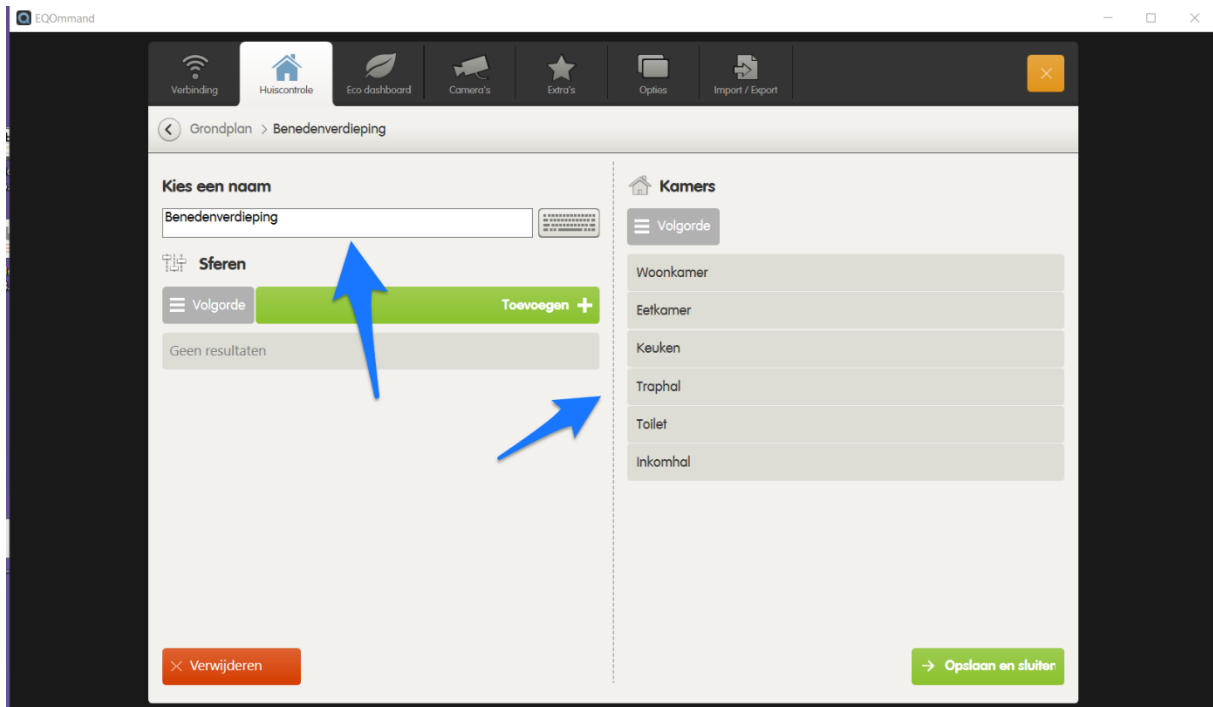 EQOmmand
Verbinding
Huiscontrole
Eco dashboard
Camera's
Extra's
Opties
Import / Export
Grondplan > Benedenverdieping
Kies een naam
Benedenverdieping
Sferen
Volgorde
Toevoegen
Geen resultaten
Verwijderen
Kamers
Volgorde
Woonkamer
Eetkamer
Keuken
Traphal
Toilet
Inkomhal
Opslaan en sluiten